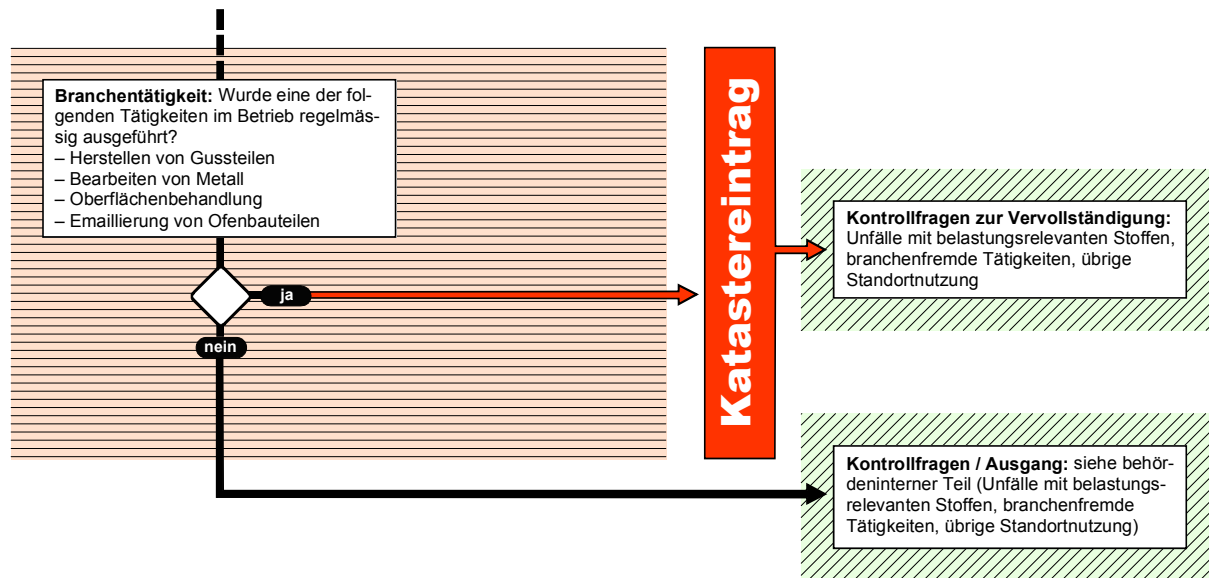 Branchentätigkeit: Wurde eine der fol-
genden Tätigkeiten im Betrieb regelmäs-
sig ausgeführt?
– Herstellen von Gussteilen
– Bearbeiten von Metall
– Oberflächenbehandlung
– Emaillierung von Ofenbauteilen
ja
nein
Katastereintrag
Kontrollfragen zur Vervollständigung:
Unfälle mit belastungsrelevanten Stoffen,
branchenfremde Tätigkeiten, übrige
Standortnutzung
Kontrollfragen / Ausgang: siehe behör-
deninterner Teil (Unfälle mit belastungs-
relevanten Stoffen, branchenfremde
Tätigkeiten, übrige Standortnutzung)